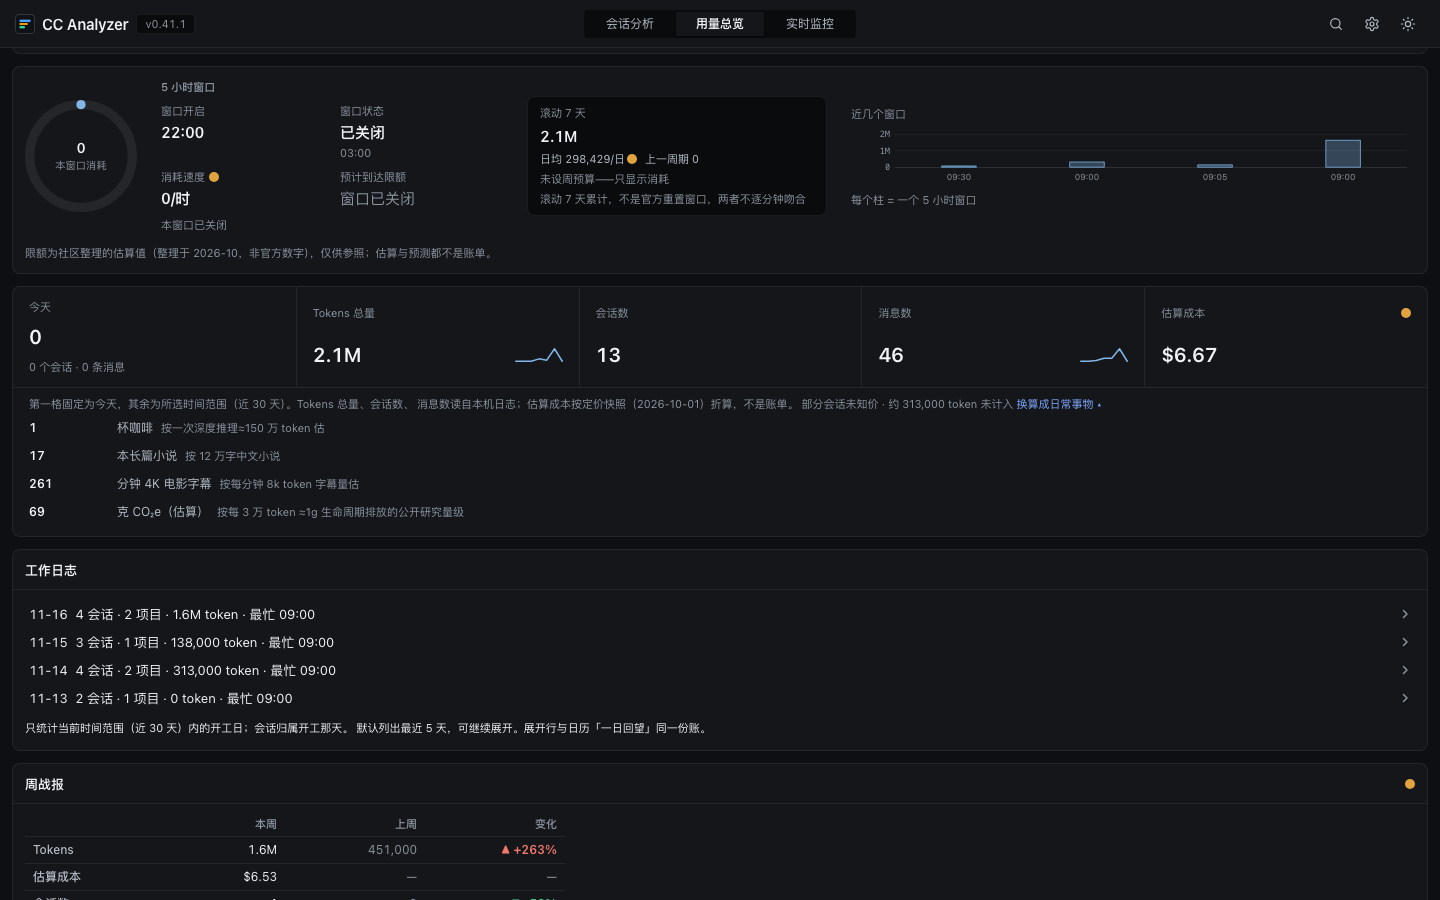 CC Analyzer v0.41.1
会话分析 用量总览 实时监控
0
本窗口消耗
5 小时窗口
窗口开启
22:00
窗口状态
已关闭
03:00
消耗速度
0/时
本窗口已关闭
预计到达限额
窗口已关闭
滚动 7 天
2.1M
日均 298,429/日 上一周期 0
未设周预算——只显示消耗
滚动 7 天累计，不是官方重置窗口，两者不逐分钟吻合
近几个窗口
2M
1M
0
09:30 09:00 09:05 09:00
每个柱 = 一个 5 小时窗口
限额为社区整理的估算值（整理于 2026-10，非官方数字），仅供参照；估算与预测都不是账单。
今天
0
0 个会话 · 0 条消息
Tokens 总量
2.1M
会话数
13
消息数
46
估算成本
$6.67
第一格固定为今天，其余为所选时间范围（近 30 天）。Tokens 总量、会话数、 消息数读自本机日志；估算成本按定价快照（2026-10-01）折算，不是账单。 部分会话未知价 · 约 313,000 token 未计入 换算成日常事物
1 杯咖啡 按一次深度推理≈150 万 token 估
17 本长篇小说 按 12 万字中文小说
261 分钟 4K 电影字幕 按每分钟 8k token 字幕量估
69 克 CO₂e（估算） 按每 3 万 token ≈1g 生命周期排放的公开研究量级
工作日志
11-16 4 会话 · 2 项目 · 1.6M token · 最忙 09:00
11-15 3 会话 · 1 项目 · 138,000 token · 最忙 09:00
11-14 4 会话 · 2 项目 · 313,000 token · 最忙 09:00
11-13 2 会话 · 1 项目 · 0 token · 最忙 09:00
只统计当前时间范围（近 30 天）内的开工日；会话归属开工那天。 默认列出最近 5 天，可继续展开。展开行与日历「一日回望」同一份账。
周战报
本周 上周 变化
Tokens 1.6M 451,000 ▲ +263%
估算成本 $6.53 — —